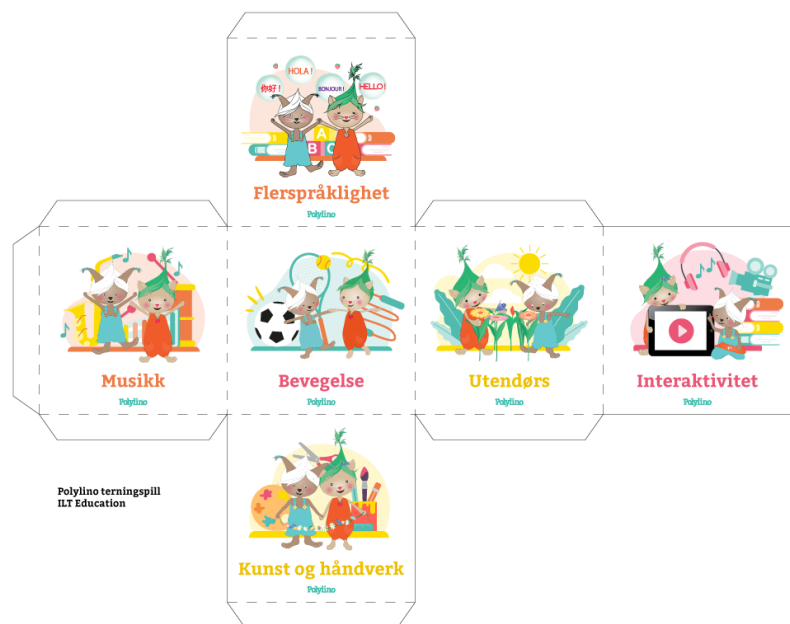 你好 !
HOLA !
BONJOUR !
HELLO !
A
B C
Flerspråklighet
Polylino
Musikk
Polylino
Bevegelse
Polylino
Utendørs
Polylino
Interaktivitet
Polylino
Kunst og håndverk
Polylino
Polylino terningspill
ILT Education